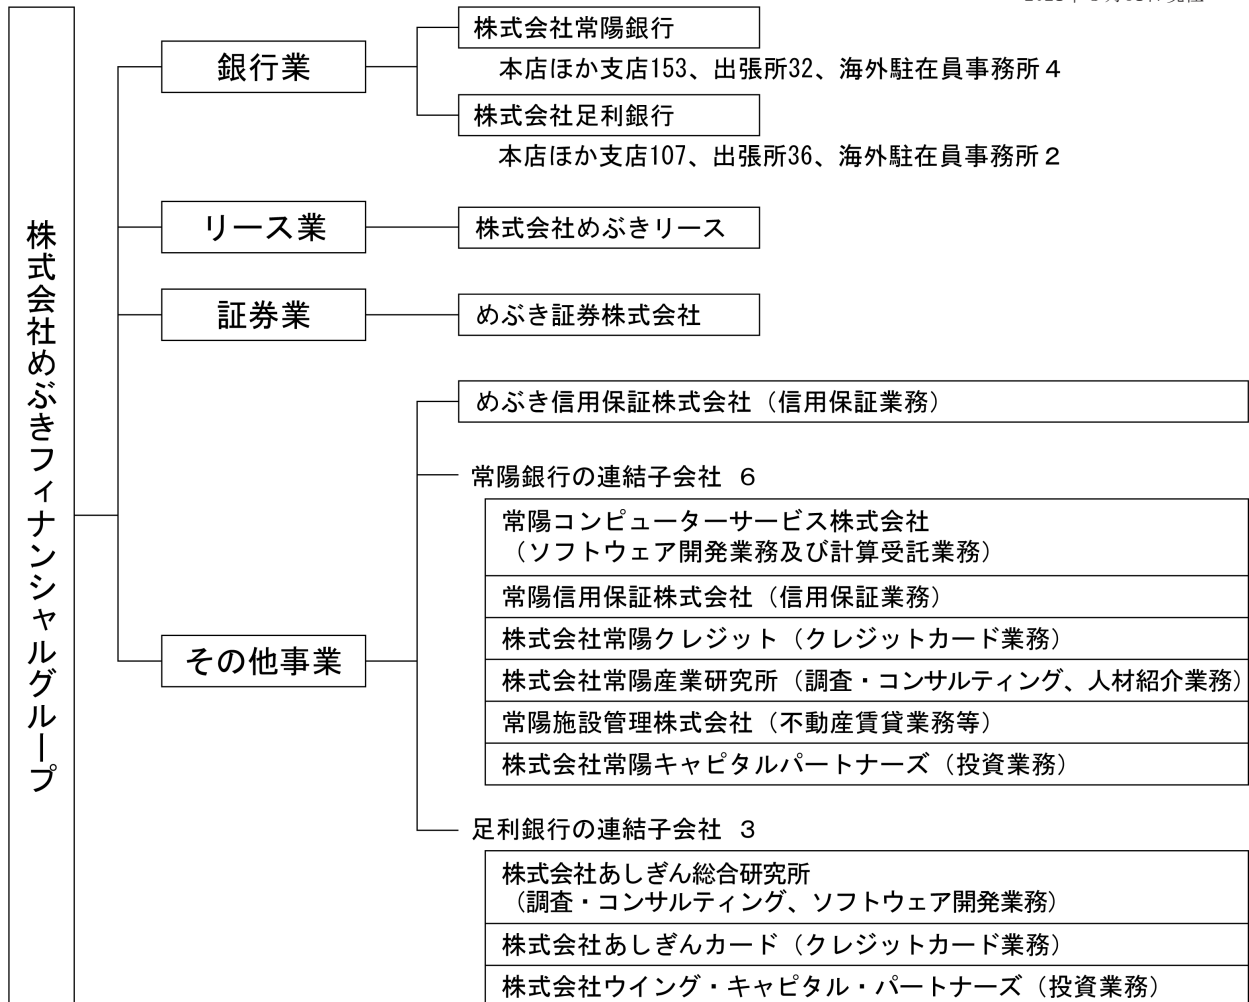 株式会社めぶきフィナンシャルグループ
銀行業
株式会社常陽銀行
本店ほか支店153、出張所32、海外駐在員事務所４
株式会社足利銀行
本店ほか支店107、出張所36、海外駐在員事務所２
リース業
株式会社めぶきリース
証券業
めぶき証券株式会社
その他事業
めぶき信用保証株式会社（信用保証業務）
常陽銀行の連結子会社 ６
常陽コンピューターサービス株式会社
（ソフトウェア開発業務及び計算受託業務）
常陽信用保証株式会社（信用保証業務）
株式会社常陽クレジット（クレジットカード業務）
株式会社常陽産業研究所（調査・コンサルティング、人材紹介業務）
常陽施設管理株式会社（不動産賃貸業務等）
株式会社常陽キャピタルパートナーズ（投資業務）
足利銀行の連結子会社 ３
株式会社あしぎん総合研究所
（調査・コンサルティング、ソフトウェア開発業務）
株式会社あしぎんカード（クレジットカード業務）
株式会社ウイング・キャピタル・パートナーズ（投資業務）